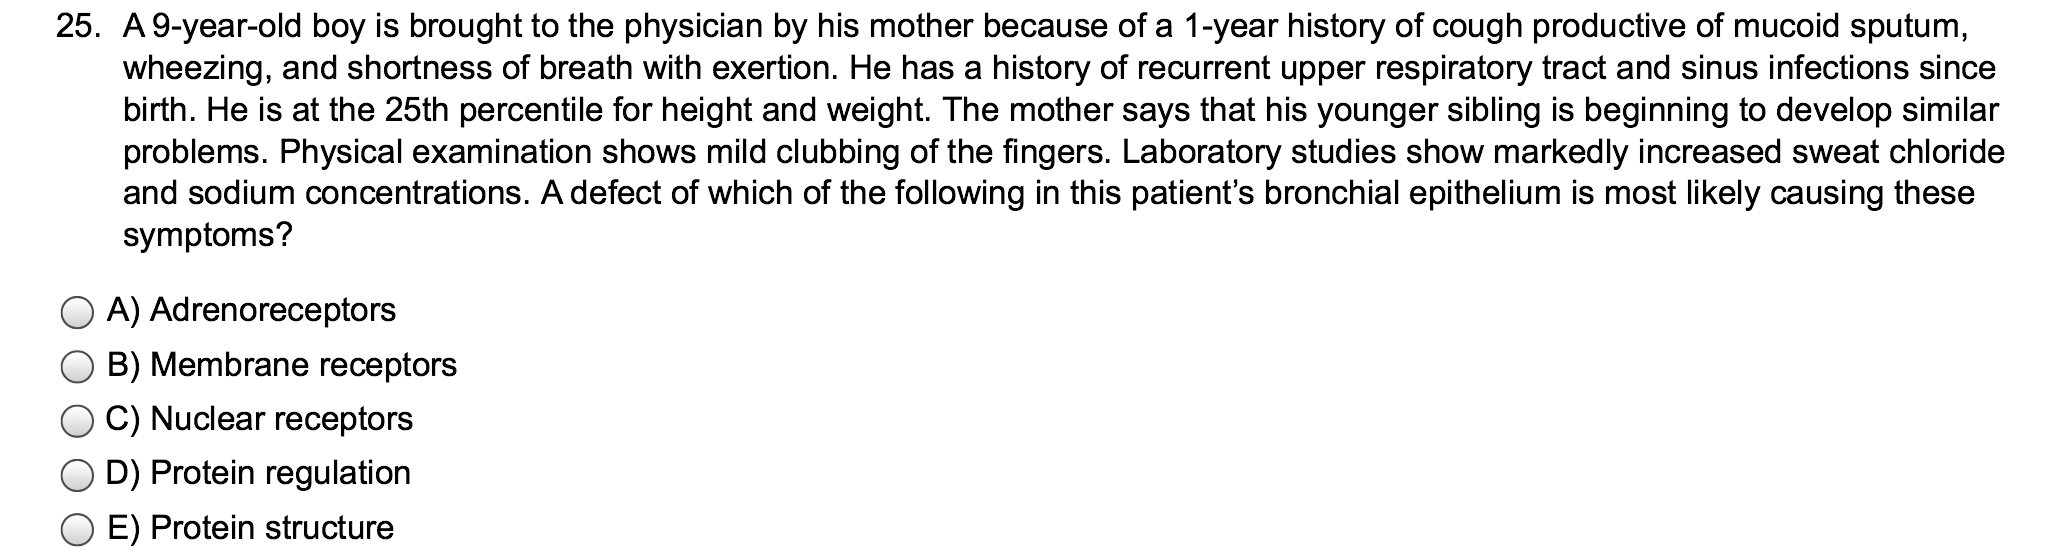 25. A 9-year-old boy is brought to the physician by his mother because of a 1-year history of cough productive of mucoid sputum,
wheezing, and shortness of breath with exertion. He has a history of recurrent upper respiratory tract and sinus infections since
birth. He is at the 25th percentile for height and weight. The mother says that his younger sibling is beginning to develop similar
problems. Physical examination shows mild clubbing of the fingers. Laboratory studies show markedly increased sweat chloride
and sodium concentrations. A defect of which of the following in this patient’s bronchial epithelium is most likely causing these
symptoms?
A) Adrenoreceptors
B) Membrane receptors
C) Nuclear receptors
D) Protein regulation
E) Protein structure